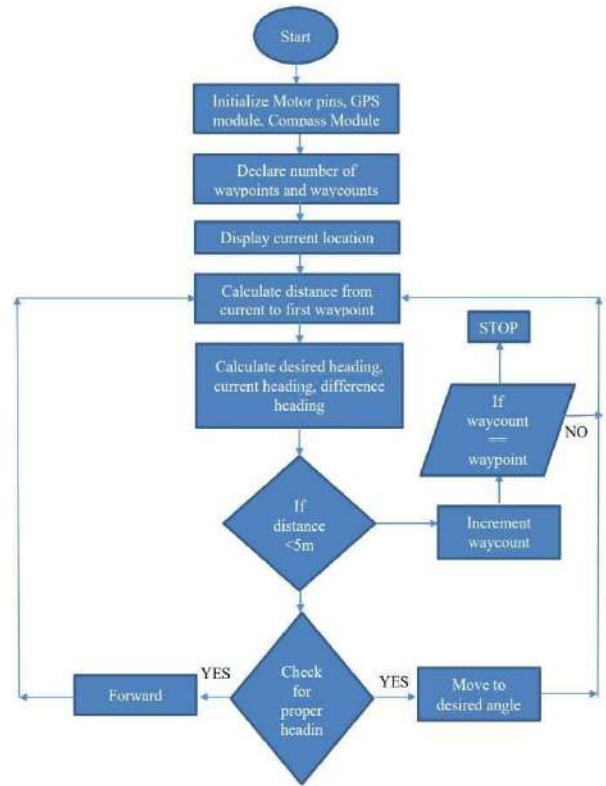 Start
Initialize Motor pins, GPS
module, Compass Module
Declare number of
waypoints and waycounts
Display current location
Calculate distance from
current to first waypoint
STOP
Calculate desired heading,
current heading, difference
heading
If
waycount
==
waypoint
NO
If
distance
<5m
Increment
waycount
YES
Forward
Check
for
proper
headin
YES
Move to
desired angle